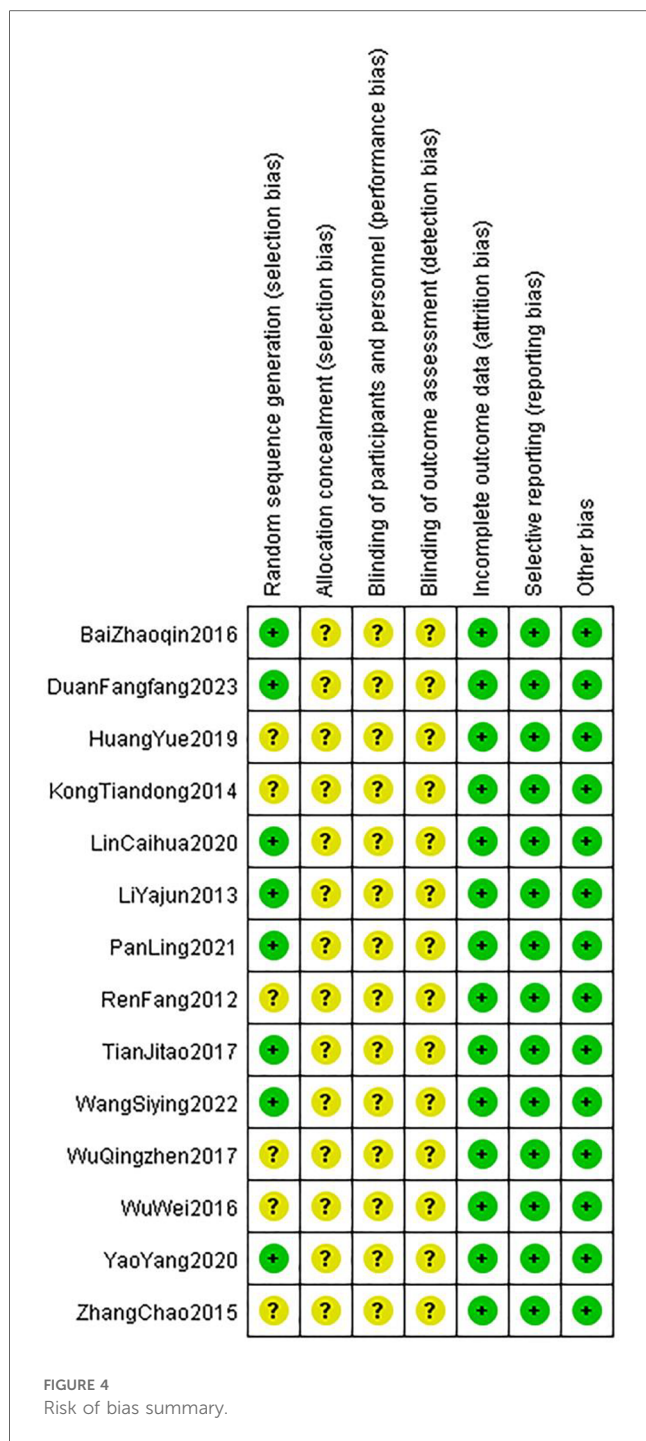 Random sequence generation (selection bias)
Allocation concealment (selection bias)
Blinding of participants and personnel (performance bias)
Blinding of outcome assessment (detection bias)
Incomplete outcome data (attrition bias)
Selective reporting (reporting bias)
Other bias
BaiZhaoqin2016 + ? ? ? + + +
DuanFangfang2023 + ? ? ? + + +
HuangYue2019 ? ? ? ? + + +
KongTiandong2014 ? ? ? ? + + +
LinCaihua2020 + ? ? ? + + +
LiYajun2013 + ? ? ? + + +
PanLing2021 + ? ? ? + + +
RenFang2012 ? ? ? ? + + +
TianJitao2017 + ? ? ? + + +
WangSiying2022 + ? ? ? + + +
WuQingzhen2017 ? ? ? ? + + +
WuWei2016 ? ? ? ? + + +
YaoYang2020 + ? ? ? + + +
ZhangChao2015 ? ? ? ? + + +
FIGURE 4
Risk of bias summary.